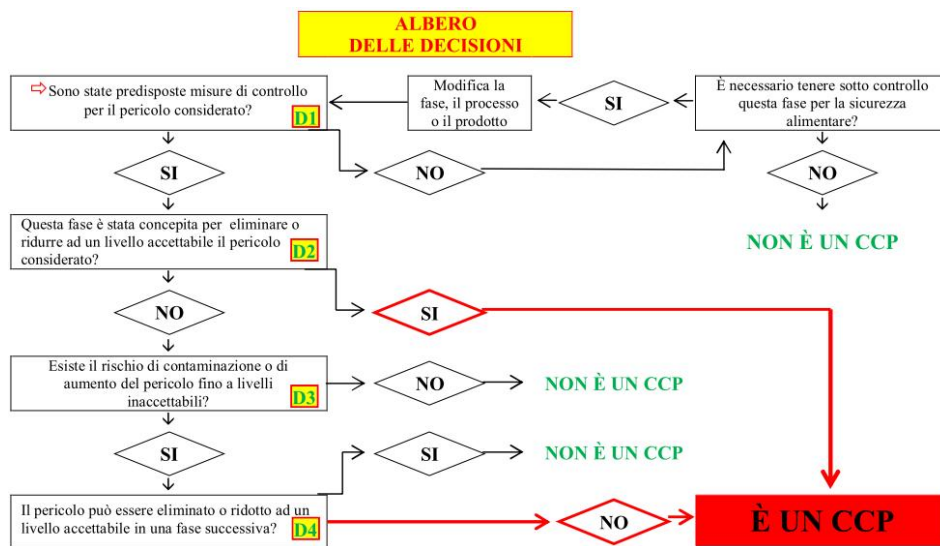 ALBERO
DELLE DECISIONI
⇨Sono state predisposte misure di controllo
per il pericolo considerato?
D1
Modifica la
fase, il processo
o il prodotto
SI
È necessario tenere sotto controllo
questa fase per la sicurezza
alimentare?
SI
NO
NO
NON È UN CCP
Questa fase è stata concepita per eliminare o
ridurre ad un livello accettabile il pericolo
considerato?
D2
NO
SI
Esiste il rischio di contaminazione o di
aumento del pericolo fino a livelli
inaccettabili?
D3
NO
NON È UN CCP
SI
SI
NON È UN CCP
Il pericolo può essere eliminato o ridotto ad un
livello accettabile in una fase successiva?
D4
NO
È UN CCP